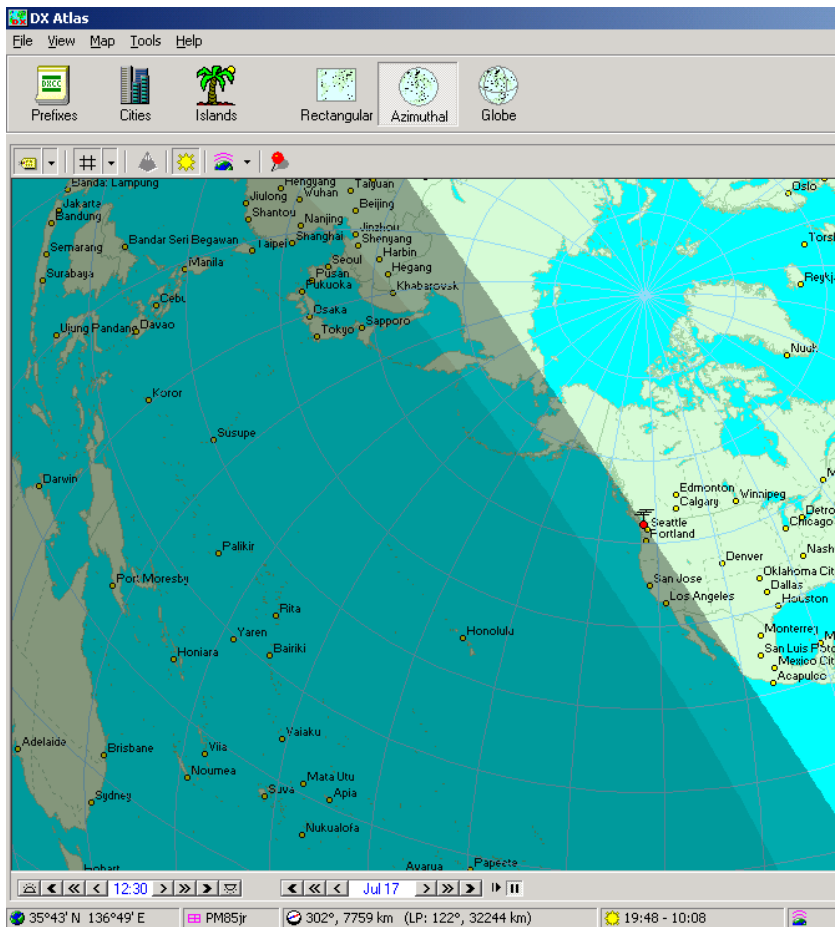 DX Atlas
File View Map Tools Help
DXCC
Prefixes Cities Islands Rectangular Azimuthal Globe
Banda: Lampung
Hengyang
Taiyuan
Oslo
Jakarta
Jiulong
Wuhan
Bandung
Shantou
Beijing
Nanjing
Jinzhou
Bandar Seri Begawan
Taipei
Shanghai
Shenyang
Semarang
Harbin
Manila
Seoul
Hegang
Surabaya
Pusan
Fukuoka
Khabarovsk
Cebu
Osaka
Sapporo
Ujung Pandang
Davao
Tokyo
Nuuk
Koror
Susupe
Darwin
Edmonton
Winnipeg
Calgary
Seattle
Chicago
Portland
Palikir
Nash
Denver
Port Moresby
San Jose
Oklahoma Cit
Dallas
Los Angeles
Houston
Rita
Yaren
Honolulu
Monterrey
Honiara
Bairiki
San Luis Poto
Mexico Cit
Acapulco
Adelaide
Brisbane
Vila
Vaiaku
Noumea
Mata Utu
Sydney
Suva
Apia
Nukualofa
Hobart
Avarua
Papeete
12:30 Jul 17
35°43' N 136°49' E PM85jr 302°, 7759 km (LP: 122°, 32244 km) 19:48 - 10:08